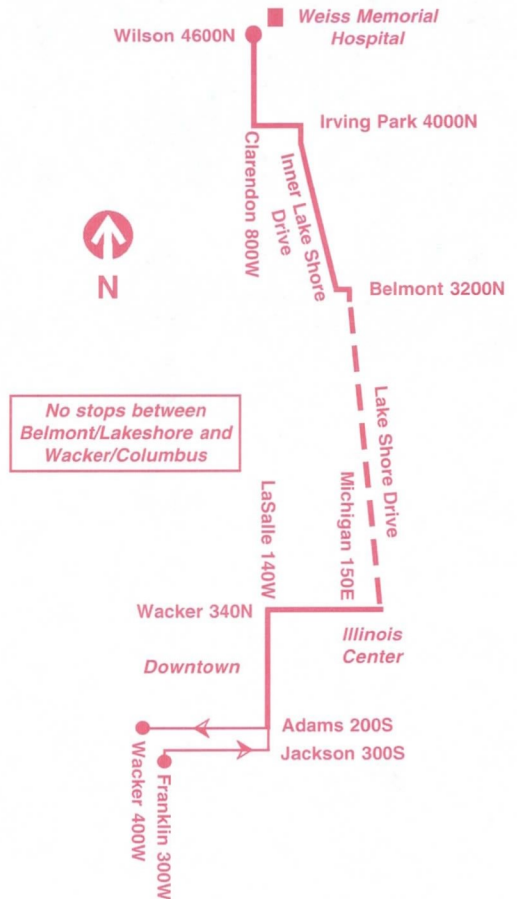 Weiss Memorial
Hospital
Wilson 4600N
Irving Park 4000N
Clarendon 800W
Inner Lake Shore
Drive
N
Belmont 3200N
No stops between
Belmont/Lakeshore and
Wacker/Columbus
Lake Shore Drive
Michigan 150E
LaSalle 140W
Wacker 340N
Illinois
Center
Downtown
Adams 200S
Jackson 300S
Wacker 400W
Franklin 300W